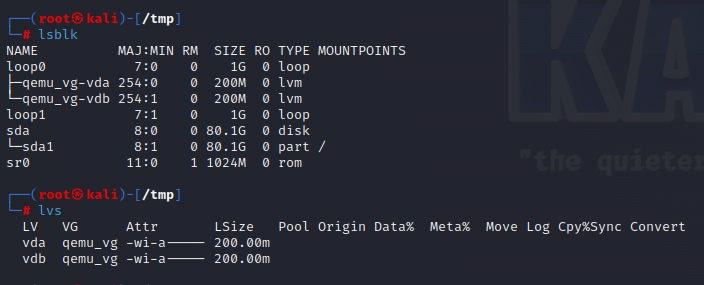 ┌──(root㉿kali)-[/tmp]
└─# lsblk
NAME          MAJ:MIN RM  SIZE RO TYPE MOUNTPOINTS
loop0           7:0    0    1G  0 loop
├─qemu_vg-vda 254:0    0  200M  0 lvm
└─qemu_vg-vdb 254:1    0  200M  0 lvm
loop1           7:1    0    1G  0 loop
sda             8:0    0 80.1G  0 disk
└─sda1          8:1    0 80.1G  0 part /
sr0            11:0    1 1024M  0 rom
┌──(root㉿kali)-[/tmp]
└─# lvs
  LV   VG      Attr       LSize   Pool Origin Data%  Meta%  Move Log Cpy%Sync Convert
  vda  qemu_vg -wi-a----- 200.00m
  vdb  qemu_vg -wi-a----- 200.00m
KA
"the quieter